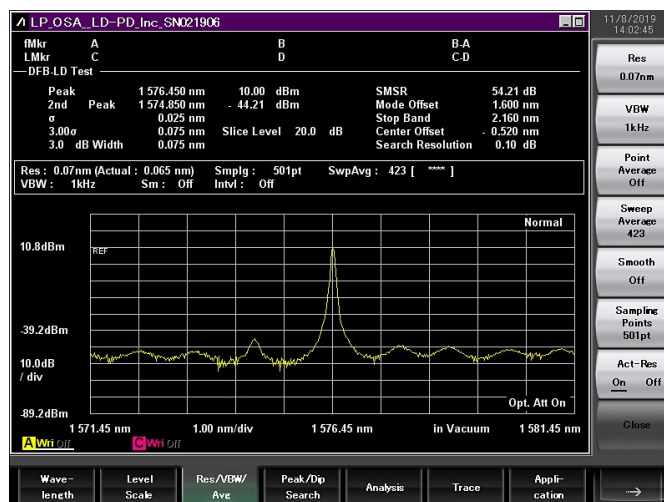 LP_OSA_LD-PD_Inc_SN021906
11/8/2019
14:02:45
fMkr A B B-A
LMkr C D C-D
DFB-LD Test
Peak 1 576.450 nm 10.00 dBm SMSR 54.21 dB
2nd Peak 1 574.850 nm - 44.21 dBm Mode Offset 1.600 nm
σ 0.025 nm Stop Band 2.160 nm
3.00σ 0.075 nm Slice Level 20.0 dB Center Offset - 0.520 nm
3.0 dB Width 0.075 nm Search Resolution 0.10 dB
Res : 0.07nm (Actual : 0.065 nm) Smplg : 501pt SwpAvg : 423 [ **** ]
VBW : 1kHz Sm : Off Intvl : Off
Normal
10.8dBm
REF
-39.2dBm
10.0dB
/ div
Opt. Att On
-89.2dBm
1 571.45 nm 1.00 nm/div 1 576.45 nm in Vacuum 1 581.45 nm
A Wri Off C Wri Off
Res
0.07nm
VBW
1kHz
Point
Average
Off
Sweep
Average
423
Smooth
Off
Sampling
Points
501pt
Act-Res
On Off
Close
Wave-
length
Level
Scale
Res/VBW/
Avg
Peak/Dip
Search
Analysis
Trace
Appli-
cation
→